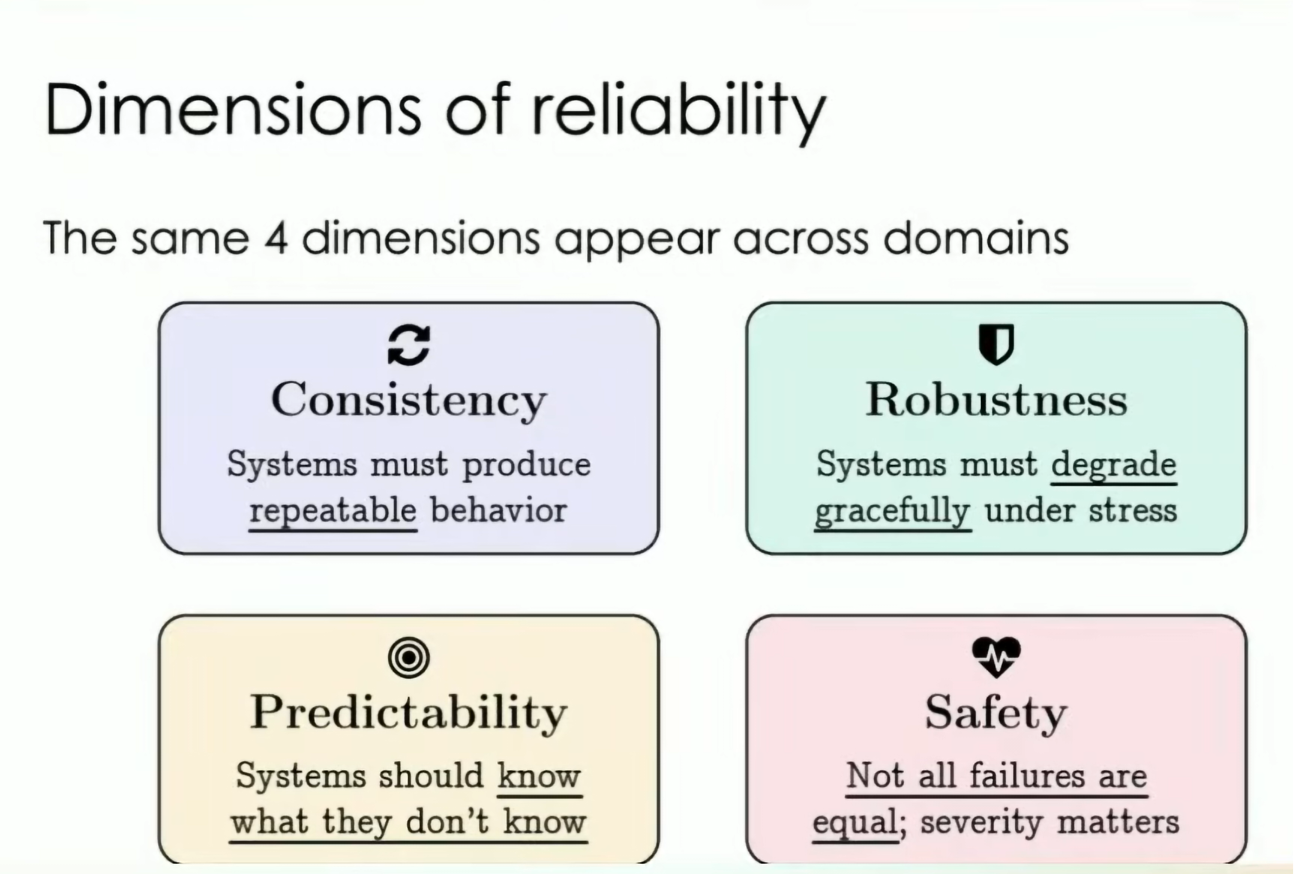 Dimensions of reliability
The same 4 dimensions appear across domains
Consistency
Systems must produce
repeatable behavior
Robustness
Systems must degrade
gracefully under stress
Predictability
Systems should know
what they don't know
Safety
Not all failures are
equal; severity matters